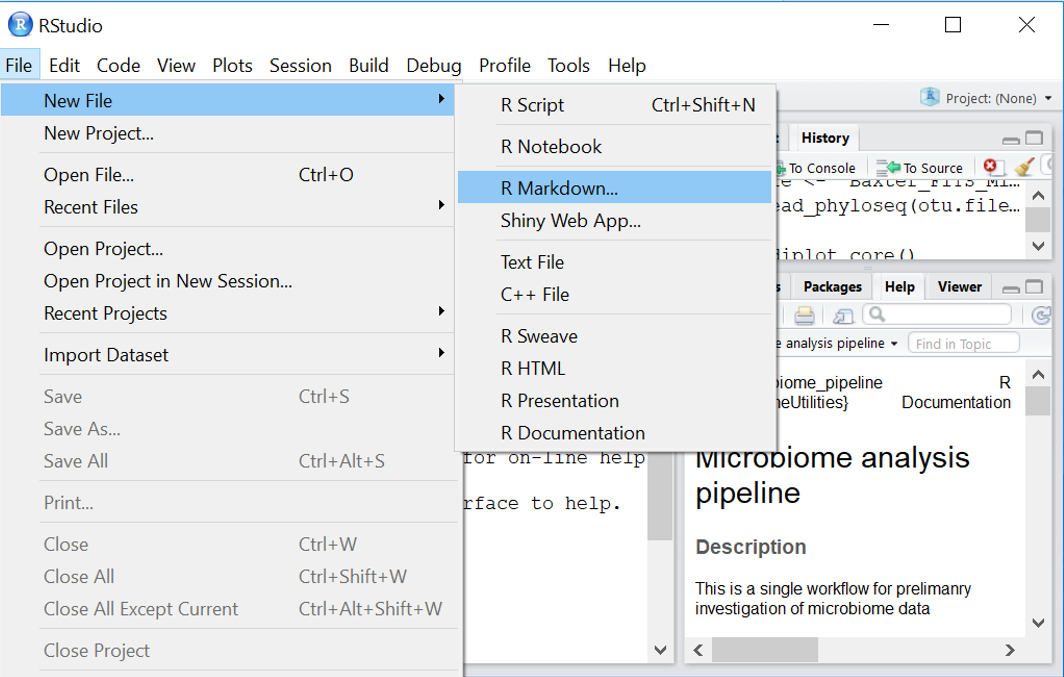 RStudio
File Edit Code View Plots Session Build Debug Profile Tools Help
New File
New Project...
Open File... Ctrl+O
Recent Files
Open Project...
Open Project in New Session...
Recent Projects
Import Dataset
Save Ctrl+S
Save As...
Save All Ctrl+Alt+S
Print...
Close Ctrl+W
Close All Ctrl+Shift+W
Close All Except Current Ctrl+Alt+Shift+W
Close Project
R Script Ctrl+Shift+N
R Notebook
R Markdown...
Shiny Web App...
Text File
C++ File
R Sweave
R HTML
R Presentation
R Documentation
for on-line help
rface to help.
Project: (None)
History
To Console To Source
ead_phyloseq(otu.file...
diplot_core()
Packages Help Viewer
e analysis pipeline Find in Topic
iome_pipeline R
neUtilities} Documentation
Microbiome analysis
pipeline
Description
This is a single workflow for prelimanry
investigation of microbiome data